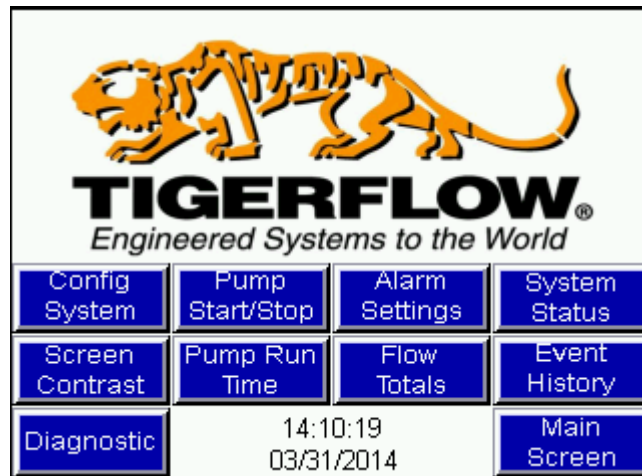 TIGERFLOW®
Engineered Systems to the World
Config
System
Pump
Start/Stop
Alarm
Settings
System
Status
Screen
Contrast
Pump Run
Time
Flow
Totals
Event
History
Diagnostic
14:10:19
03/31/2014
Main
Screen